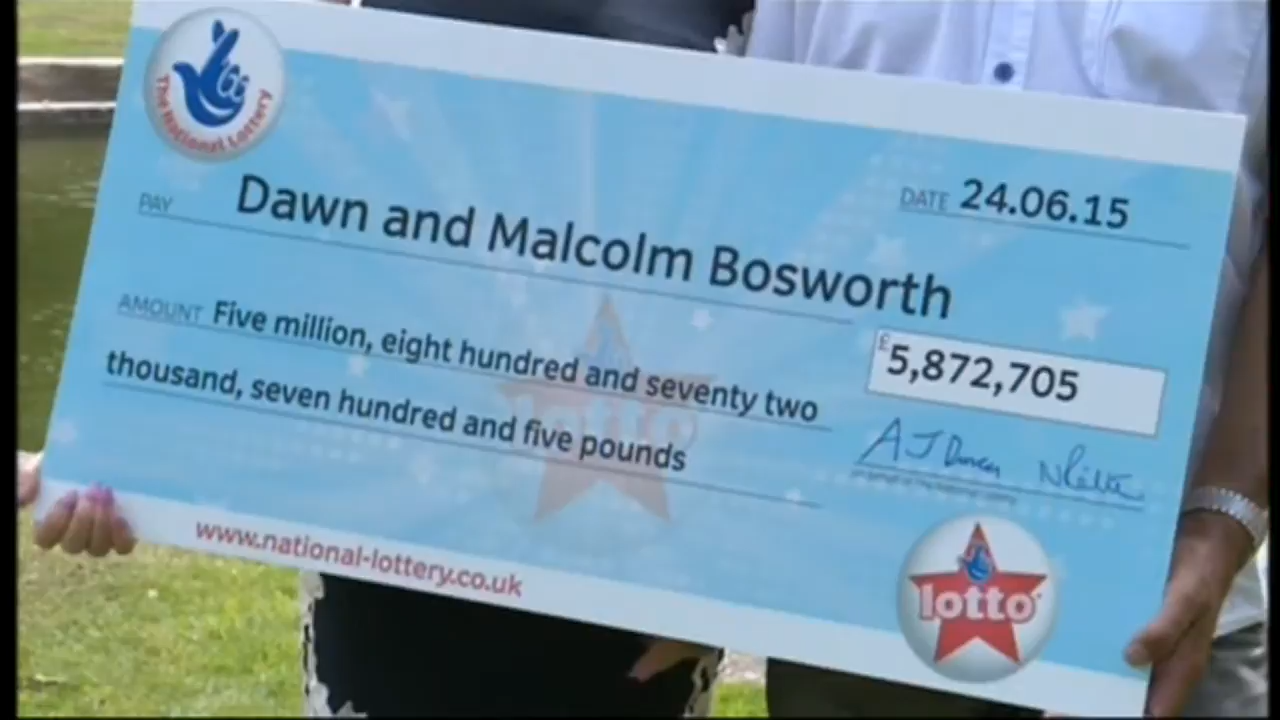 The National Lottery
DATE 24.06.15
PAY Dawn and Malcolm Bosworth
AMOUNT Five million, eight hundred and seventy two
thousand, seven hundred and five pounds
£5,872,705
www.national-lottery.co.uk
lotto
lotto